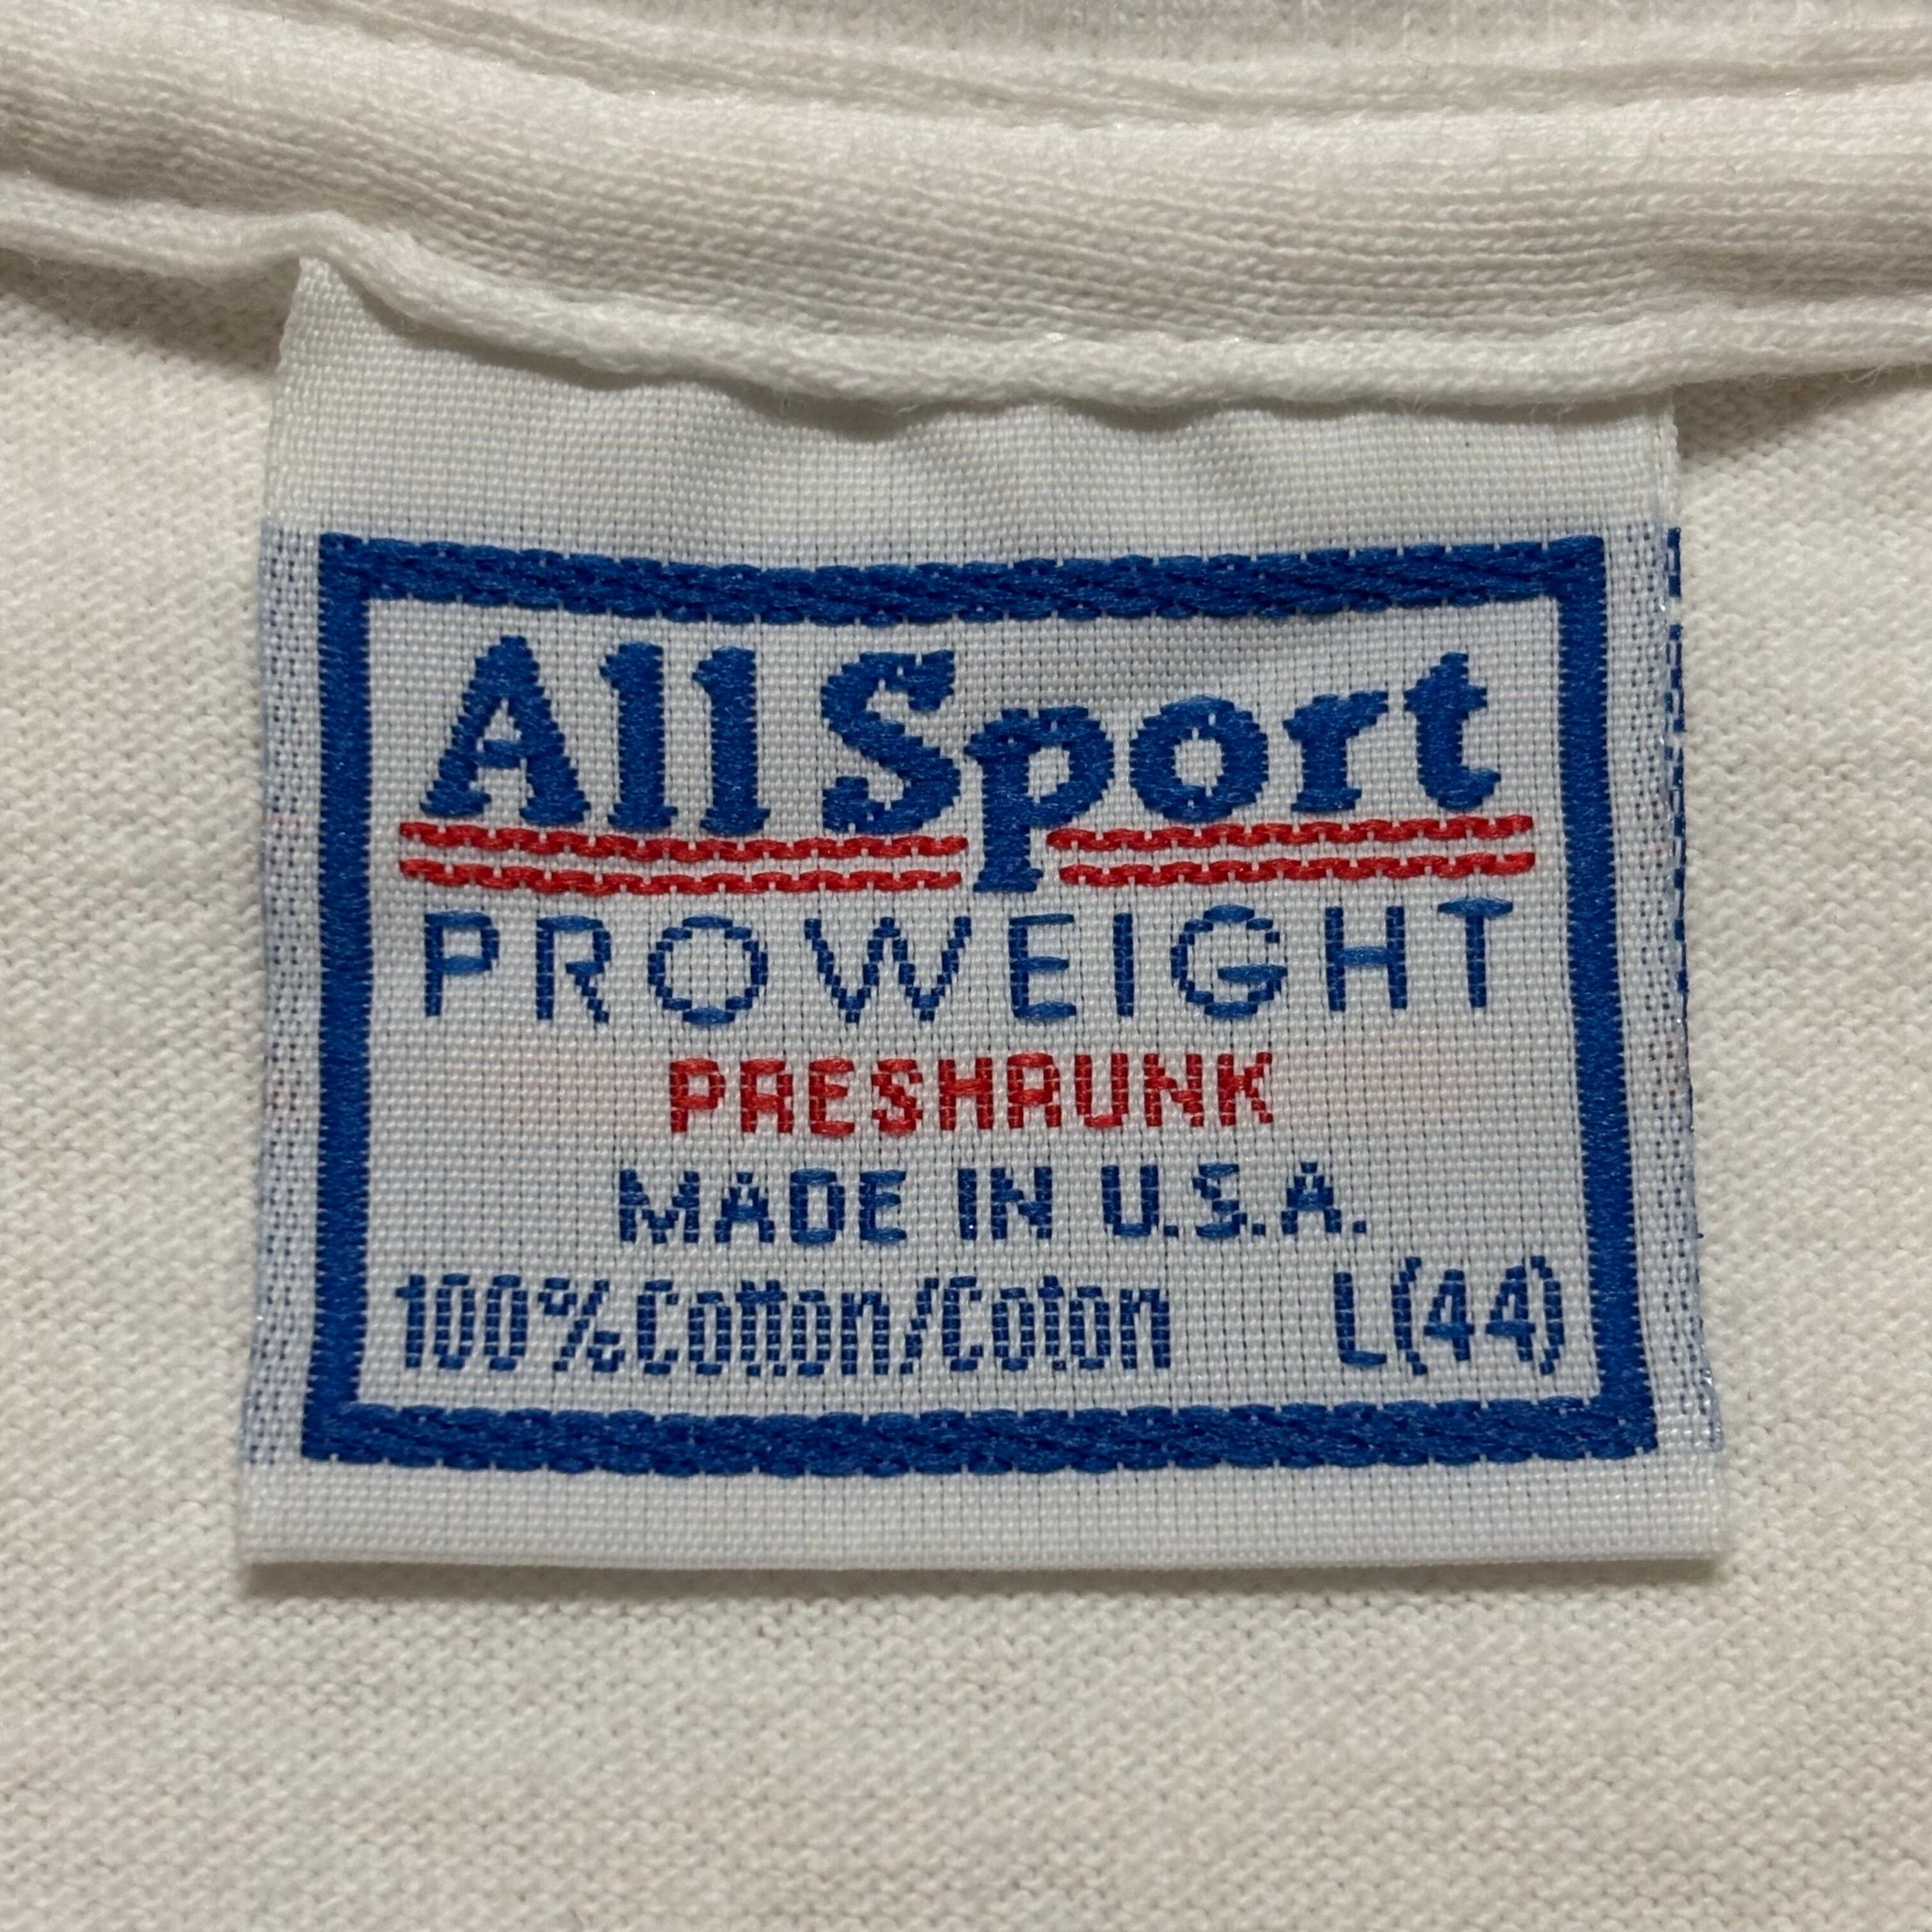 All Sport
PROWEIGHT
PRESHRUNK
MADE IN U.S.A.
100% Cotton/Coton L(44)